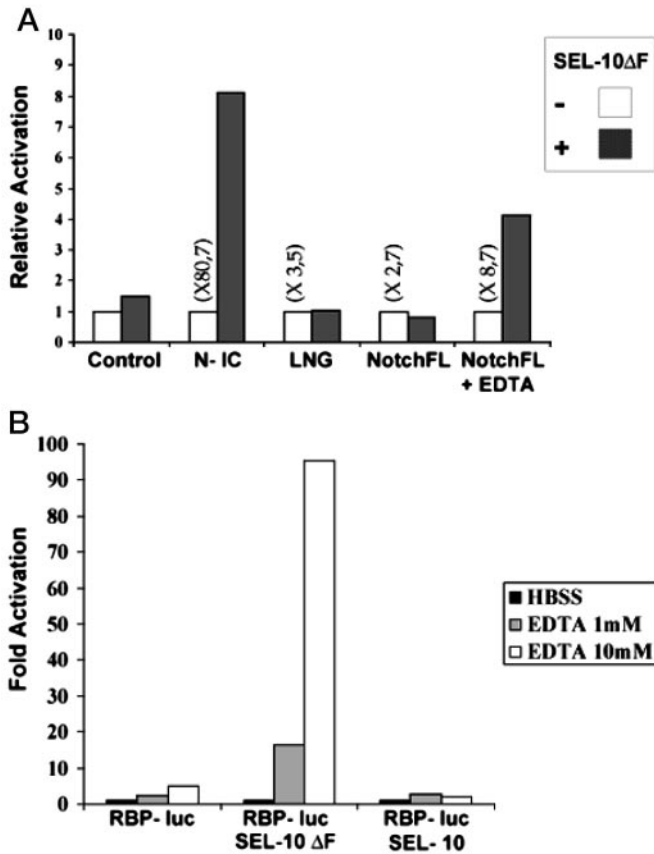 A
Relative Activation
10
9
8
7
6
5
4
3
2
1
0
(X80,7)
(X 3,5)
(X 2,7)
(X 8,7)
Control
N- IC
LNG
NotchFL
NotchFL
+ EDTA
SEL-10ΔF
-
+
B
Fold Activation
100
90
80
70
60
50
40
30
20
10
0
RBP- luc
RBP- luc
SEL-10 ΔF
RBP- luc
SEL- 10
HBSS
EDTA 1mM
EDTA 10mM